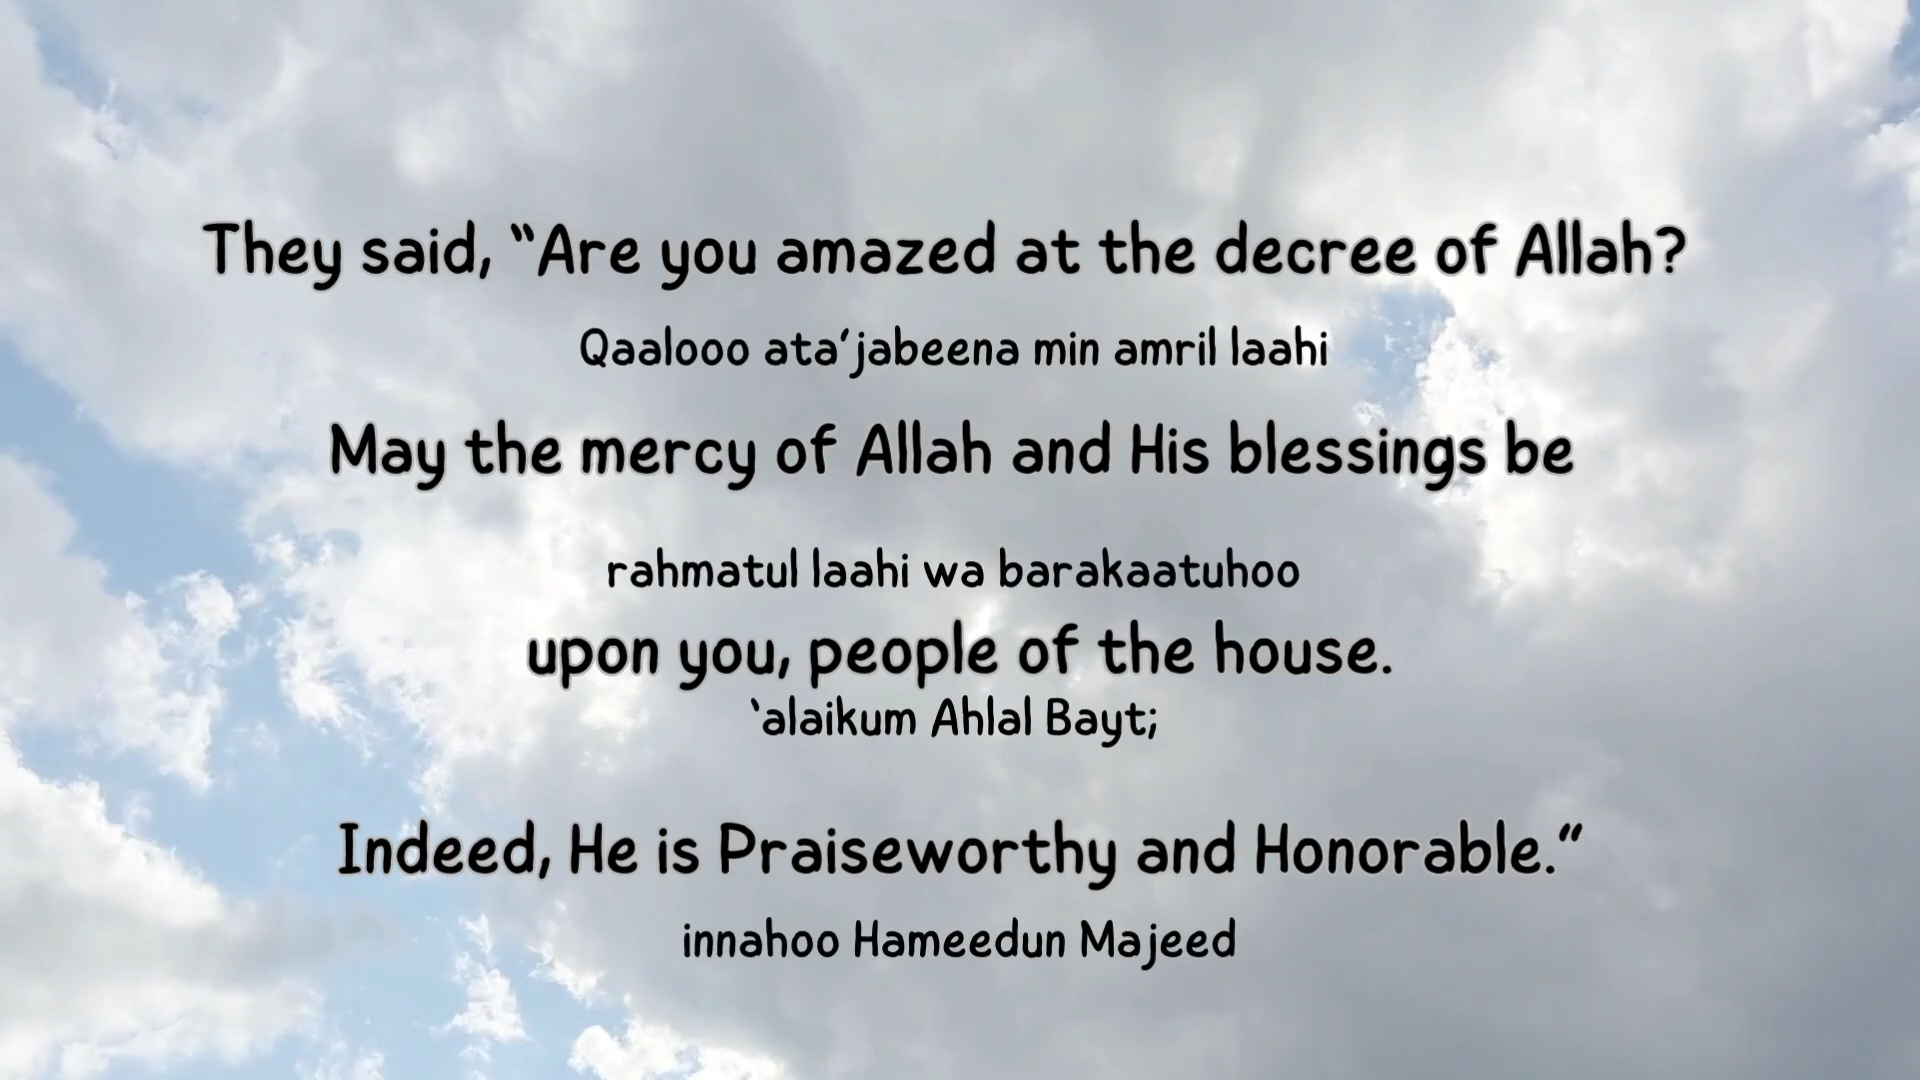 They said, “Are you amazed at the decree of Allah?
Qaalooo ata‘jabeena min amril laahi
May the mercy of Allah and His blessings be
rahmatul laahi wa barakaatuhoo
upon you, people of the house.
‘alaikum Ahlal Bayt;
Indeed, He is Praiseworthy and Honorable.“
innahoo Hameedun Majeed